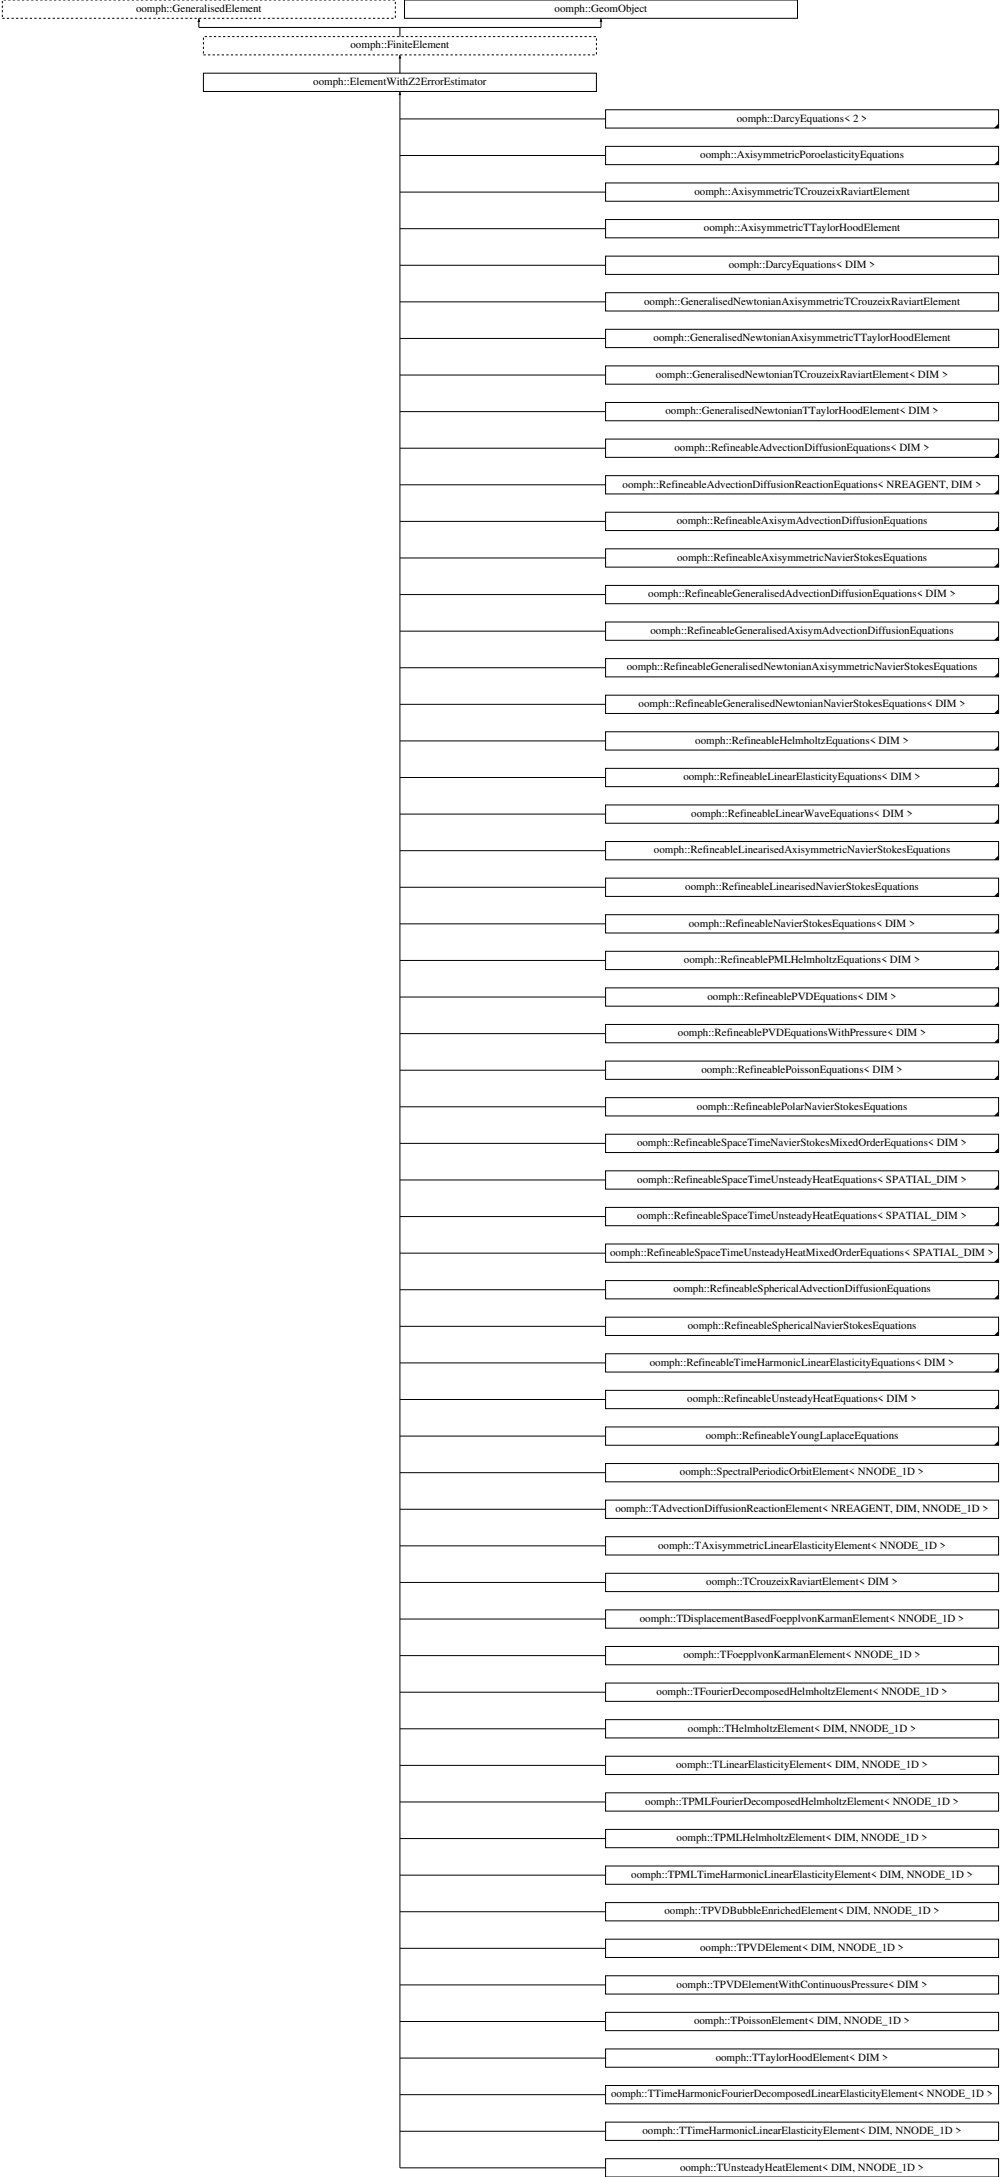 oomph::GeneralisedElement
oomph::GeomObject
oomph::FiniteElement
oomph::ElementWithZ2ErrorEstimator
oomph::DarcyEquations< 2 >
oomph::AxisymmetricPoroelasticityEquations
oomph::AxisymmetricTCrouzeixRaviartElement
oomph::AxisymmetricTTaylorHoodElement
oomph::DarcyEquations< DIM >
oomph::GeneralisedNewtonianAxisymmetricTCrouzeixRaviartElement
oomph::GeneralisedNewtonianAxisymmetricTTaylorHoodElement
oomph::GeneralisedNewtonianTCrouzeixRaviartElement< DIM >
oomph::GeneralisedNewtonianTTaylorHoodElement< DIM >
oomph::RefineableAdvectionDiffusionEquations< DIM >
oomph::RefineableAdvectionDiffusionReactionEquations< NREAGENT, DIM >
oomph::RefineableAxisymAdvectionDiffusionEquations
oomph::RefineableAxisymmetricNavierStokesEquations
oomph::RefineableGeneralisedAdvectionDiffusionEquations< DIM >
oomph::RefineableGeneralisedAxisymAdvectionDiffusionEquations
oomph::RefineableGeneralisedNewtonianAxisymmetricNavierStokesEquations
oomph::RefineableGeneralisedNewtonianNavierStokesEquations< DIM >
oomph::RefineableHelmholtzEquations< DIM >
oomph::RefineableLinearElasticityEquations< DIM >
oomph::RefineableLinearWaveEquations< DIM >
oomph::RefineableLinearisedAxisymmetricNavierStokesEquations
oomph::RefineableLinearisedNavierStokesEquations
oomph::RefineableNavierStokesEquations< DIM >
oomph::RefineablePMLHelmholtzEquations< DIM >
oomph::RefineablePVDEquations< DIM >
oomph::RefineablePVDEquationsWithPressure< DIM >
oomph::RefineablePoissonEquations< DIM >
oomph::RefineablePolarNavierStokesEquations
oomph::RefineableSpaceTimeNavierStokesMixedOrderEquations< DIM >
oomph::RefineableSpaceTimeUnsteadyHeatEquations< SPATIAL_DIM >
oomph::RefineableSpaceTimeUnsteadyHeatEquations< SPATIAL_DIM >
oomph::RefineableSpaceTimeUnsteadyHeatMixedOrderEquations< SPATIAL_DIM >
oomph::RefineableSphericalAdvectionDiffusionEquations
oomph::RefineableSphericalNavierStokesEquations
oomph::RefineableTimeHarmonicLinearElasticityEquations< DIM >
oomph::RefineableUnsteadyHeatEquations< DIM >
oomph::RefineableYoungLaplaceEquations
oomph::SpectralPeriodicOrbitElement< NNODE_1D >
oomph::TAdvectionDiffusionReactionElement< NREAGENT, DIM, NNODE_1D >
oomph::TAxisymmetricLinearElasticityElement< NNODE_1D >
oomph::TCrouzeixRaviartElement< DIM >
oomph::TDisplacementBasedFoepplvonKarmanElement< NNODE_1D >
oomph::TFoepplvonKarmanElement< NNODE_1D >
oomph::TFourierDecomposedHelmholtzElement< NNODE_1D >
oomph::THelmholtzElement< DIM, NNODE_1D >
oomph::TLinearElasticityElement< DIM, NNODE_1D >
oomph::TPMLFourierDecomposedHelmholtzElement< NNODE_1D >
oomph::TPMLHelmholtzElement< DIM, NNODE_1D >
oomph::TPMLTimeHarmonicLinearElasticityElement< DIM, NNODE_1D >
oomph::TPVDBubbleEnrichedElement< DIM, NNODE_1D >
oomph::TPVDElement< DIM, NNODE_1D >
oomph::TPVDElementWithContinuousPressure< DIM >
oomph::TPoissonElement< DIM, NNODE_1D >
oomph::TTaylorHoodElement< DIM >
oomph::TTimeHarmonicFourierDecomposedLinearElasticityElement< NNODE_1D >
oomph::TTimeHarmonicLinearElasticityElement< DIM, NNODE_1D >
oomph::TUnsteadyHeatElement< DIM, NNODE_1D >